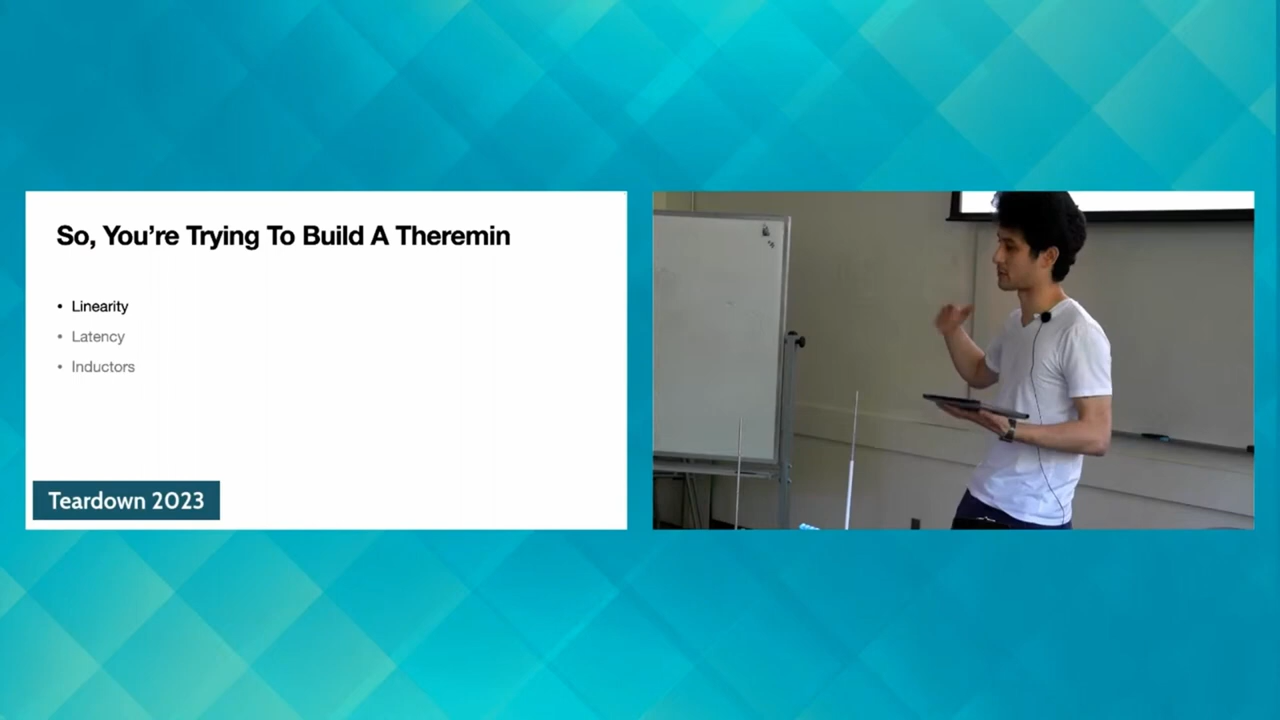 So, You're Trying To Build A Theremin
• Linearity
• Latency
• Inductors
Teardown 2023